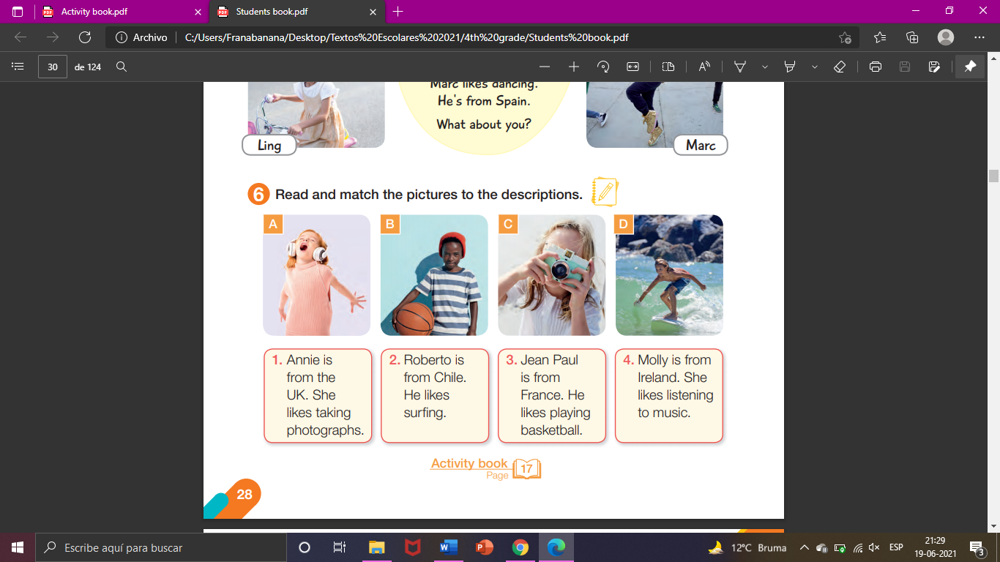 Activity book.pdf
Students book.pdf
Archivo
C:/Users/Franabanana/Desktop/Textos%20Escolares%202021/4th%20grade/Students%20book.pdf
30
de 124
Marc likes dancing.
He's from Spain.
What about you?
Ling
Marc
6 Read and match the pictures to the descriptions.
A
B
C
D
1. Annie is
from the
UK. She
likes taking
photographs.
2. Roberto is
from Chile.
He likes
surfing.
3. Jean Paul
is from
France. He
likes playing
basketball.
4. Molly is from
Ireland. She
likes listening
to music.
Activity book
Page
17
28
Escribe aquí para buscar
12°C Bruma
ESP
21:29
19-06-2021
3